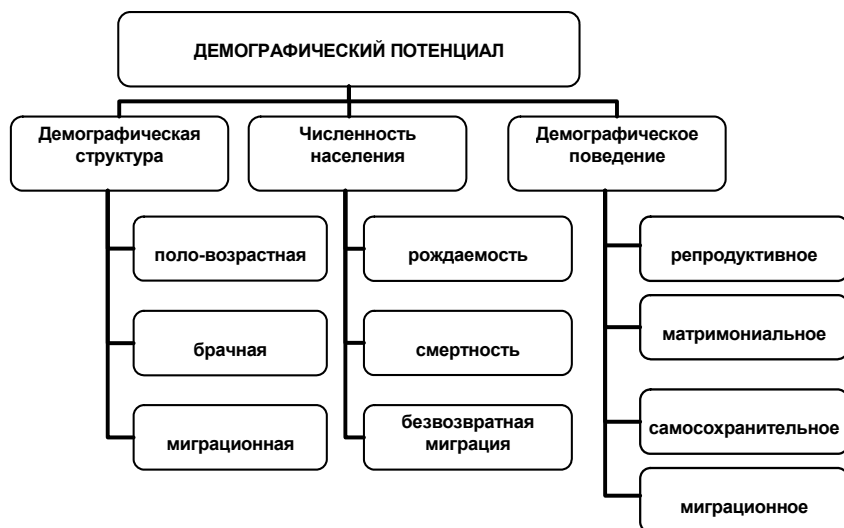 ДЕМОГРАФИЧЕСКИЙ ПОТЕНЦИАЛ
Демографическая
структура
Численность
населения
Демографическое
поведение
поло-возрастная
брачная
миграционная
рождаемость
смертность
безвозвратная
миграция
репродуктивное
матримониальное
самосохранительное
миграционное